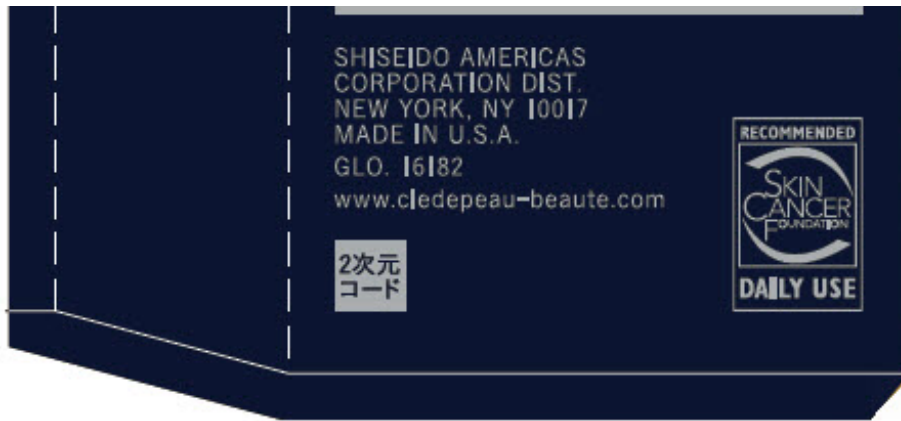 SHISEIDO AMERICAS
CORPORATION DIST.
NEW YORK, NY 10017
MADE IN U.S.A.
GLO. 16182
www.cledepeau-beaute.com
2次元
コード
RECOMMENDED
SKIN
CANCER
FOUNDATION
DAILY USE